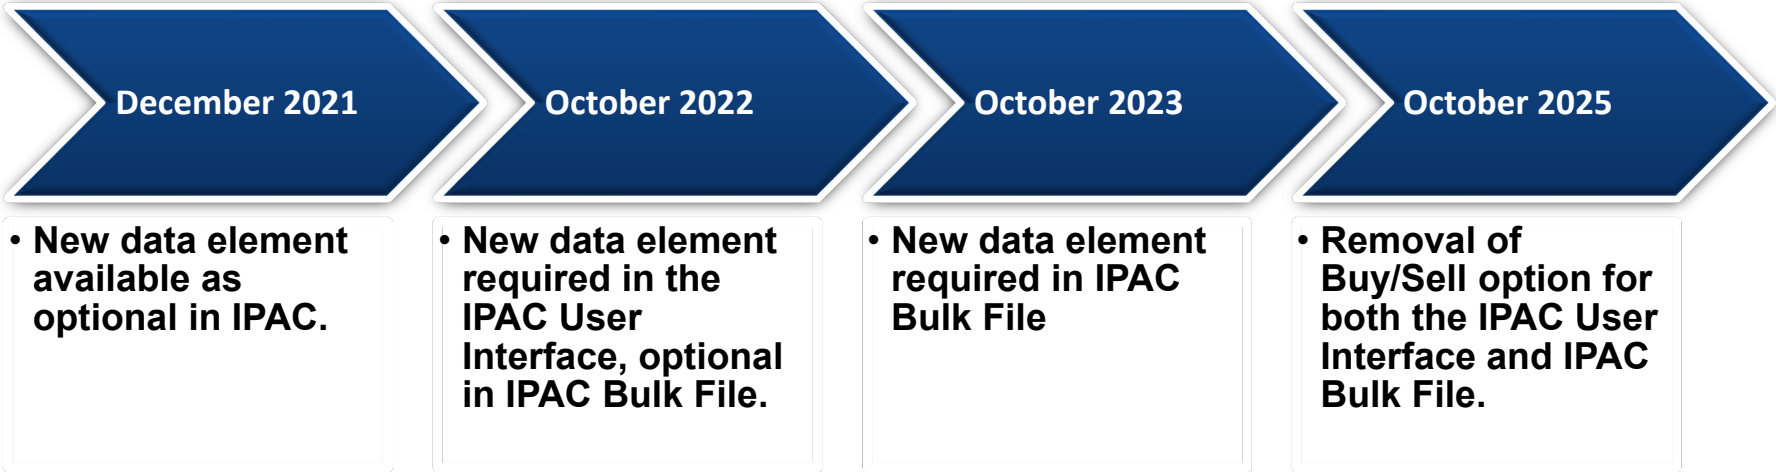 December 2021
October 2022
October 2023
October 2025
• New data element
available as
optional in IPAC.
• New data element
required in the
IPAC User
Interface, optional
in IPAC Bulk File.
• New data element
required in IPAC
Bulk File
• Removal of
Buy/Sell option for
both the IPAC User
Interface and IPAC
Bulk File.